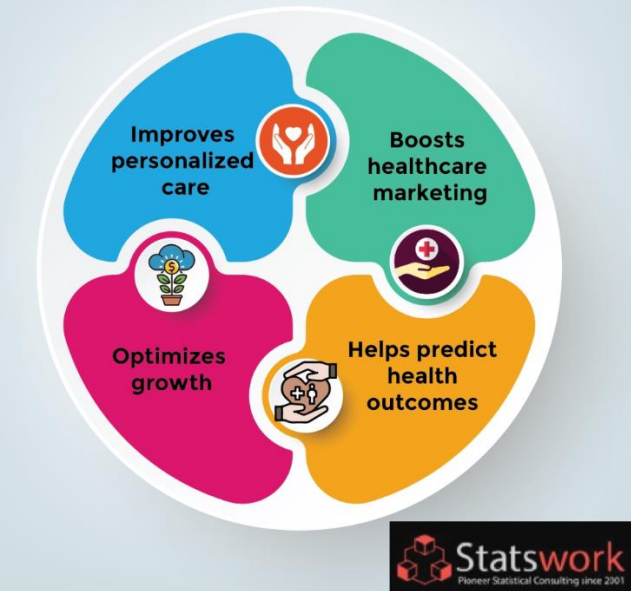 Improves
personalized
care
Boosts
healthcare
marketing
Optimizes
growth
Helps predict
health
outcomes
Statswork
Pioneer Statistical Consulting since 2001